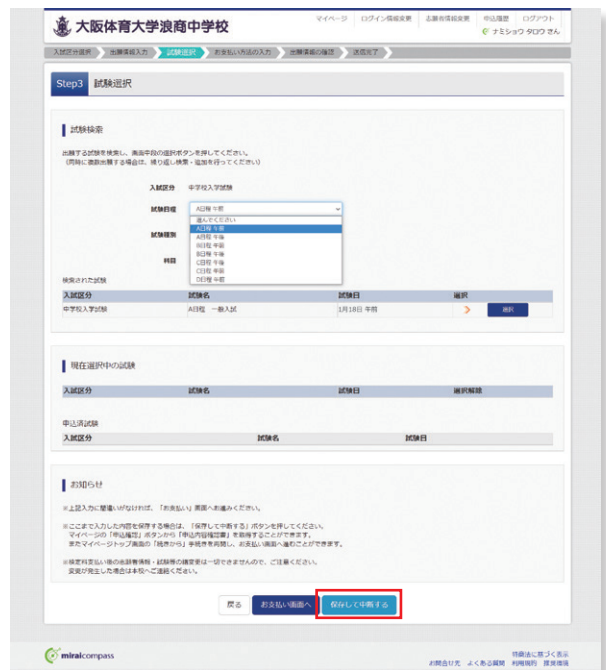 大阪体育大学浪商中学校
マイページ ログイン情報変更 志願者情報変更 申込履歴 ログアウト
ナミショウ タロウ さん
入試区分選択 出願情報入力 試験選択 お支払い方法の入力 出願情報の確認 送信完了
Step3 試験選択
試験検索
出願する試験を検索し、画面中段の選択ボタンを押してください。
(同時に複数出願する場合は、繰り返し検索・追加を行ってください)
入試区分 中学校入学試験
試験日程 A日程 午前
選んでください
A日程 午前
試験種別 A日程 午後
B日程 午前
B日程 午後
科目 C日程 午後
C日程 午前
D日程 午前
検索された試験
入試区分 試験名 試験日 選択
中学校入学試験 A日程 一般入試 1月18日 午前 選択
現在選択中の試験
入試区分 試験名 試験日 選択解除
申込済試験
入試区分 試験名 試験日
お知らせ
※上記入力に間違いがなければ、「お支払い」画面へお進みください。
※ここまで入力した内容を保存する場合は、「保存して中断する」ボタンを押してください。
マイページの「申込確認」ボタンから「申込内容確認書」を取得することができます。
またマイページトップ画面の「続きから」手続きを再開し、お支払い画面へ進むことができます。
※検定料支払い後の出願者情報・試験等の諸変更は一切できませんので、ご注意ください。
変更が発生した場合は本校へご連絡ください。
戻る お支払い画面へ 保存して中断する
miraicompass
特商法に基づく表示
お問合せ先 よくある質問 利用規約 推奨環境